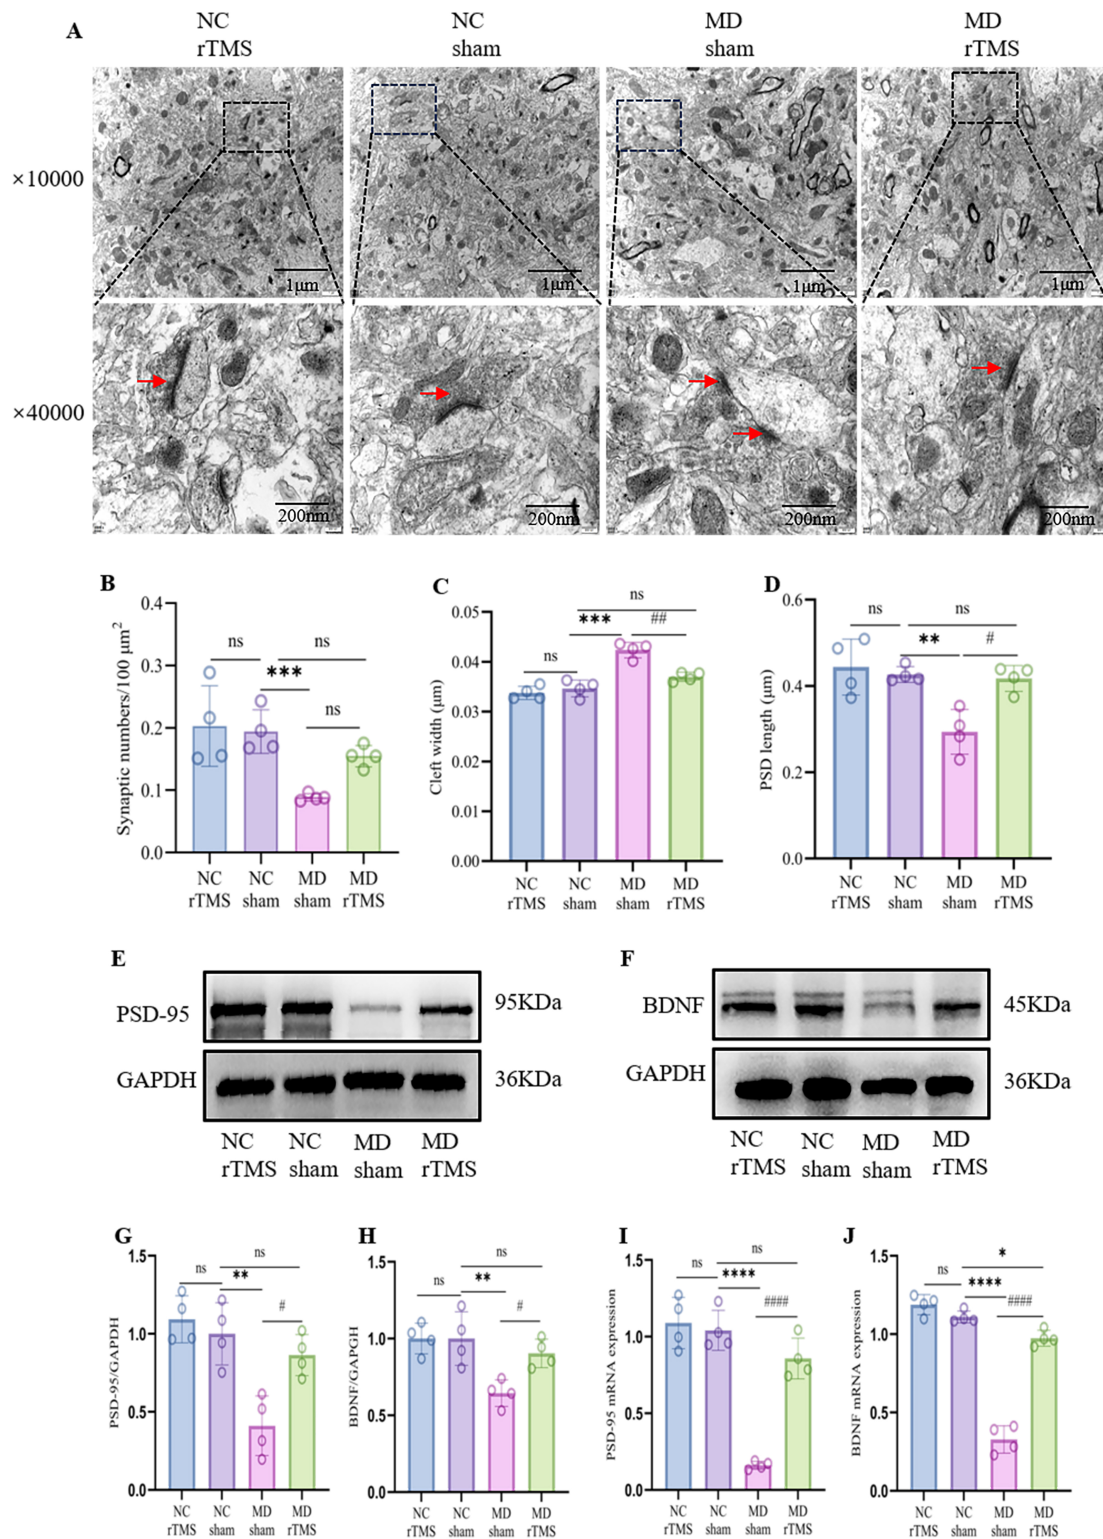 A
NC
rTMS
NC
sham
MD
sham
MD
rTMS
×10000
1μm
1μm
1μm
1μm
×40000
200nm
200nm
200nm
200nm
B
Synaptic numbers/100 μm²
0.4
0.3
0.2
0.1
0.0
ns
ns
***
ns
NC
rTMS
NC
sham
MD
sham
MD
rTMS
C
Cleft width (μm)
0.05
0.04
0.03
0.02
0.01
0.00
ns
***
##
ns
NC
rTMS
NC
sham
MD
sham
MD
rTMS
D
PSD length (μm)
0.6
0.4
0.2
0.0
ns
ns
**
#
NC
rTMS
NC
sham
MD
sham
MD
rTMS
E
PSD-95
95KDa
GAPDH
36KDa
NC
rTMS
NC
sham
MD
sham
MD
rTMS
F
BDNF
45KDa
GAPDH
36KDa
NC
rTMS
NC
sham
MD
sham
MD
rTMS
G
PSD-95/GAPDH
1.5
1.0
0.5
0.0
ns
ns
**
#
NC
rTMS
NC
sham
MD
sham
MD
rTMS
H
BDNF/GAPGH
1.5
1.0
0.5
0.0
ns
ns
**
#
NC
rTMS
NC
sham
MD
sham
MD
rTMS
I
PSD-95 mRNA expression
1.5
1.0
0.5
0.0
ns
ns
****
####
NC
rTMS
NC
sham
MD
sham
MD
rTMS
J
BDNF mRNA expression
1.5
1.0
0.5
0.0
*
ns
****
####
NC
rTMS
NC
sham
MD
sham
MD
rTMS